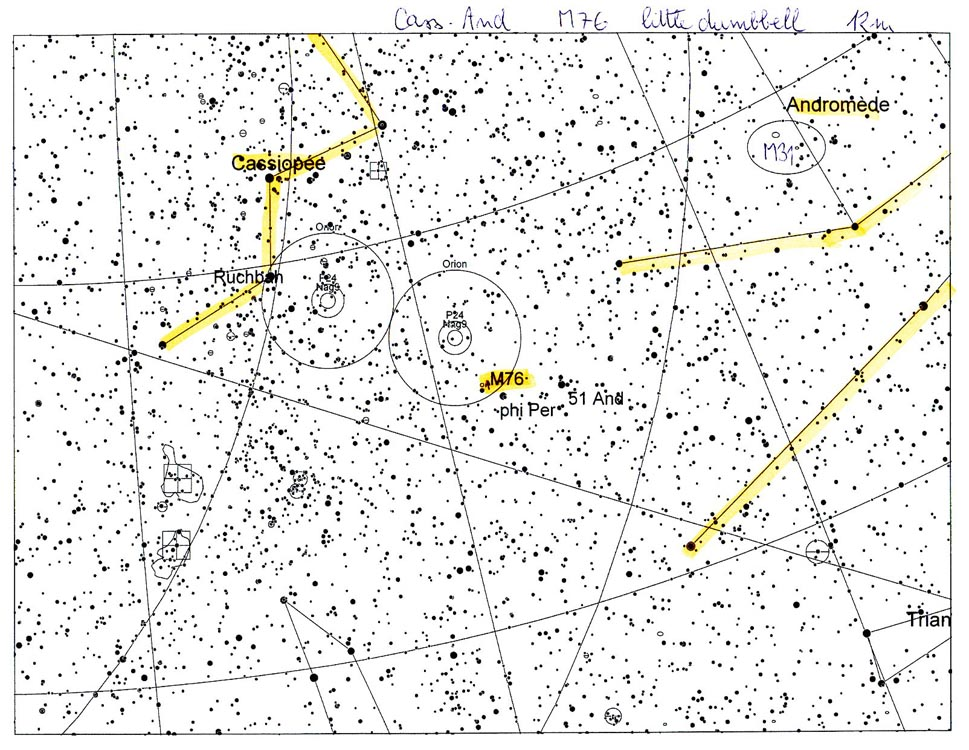 Cass. And M76 little dumbbell 12 m
Andromède
M31
Cassiopée
Orion
Ruchbah
P24
Nag9
Orion
P24
Nag9
M76
51 And
phi Per
Trian